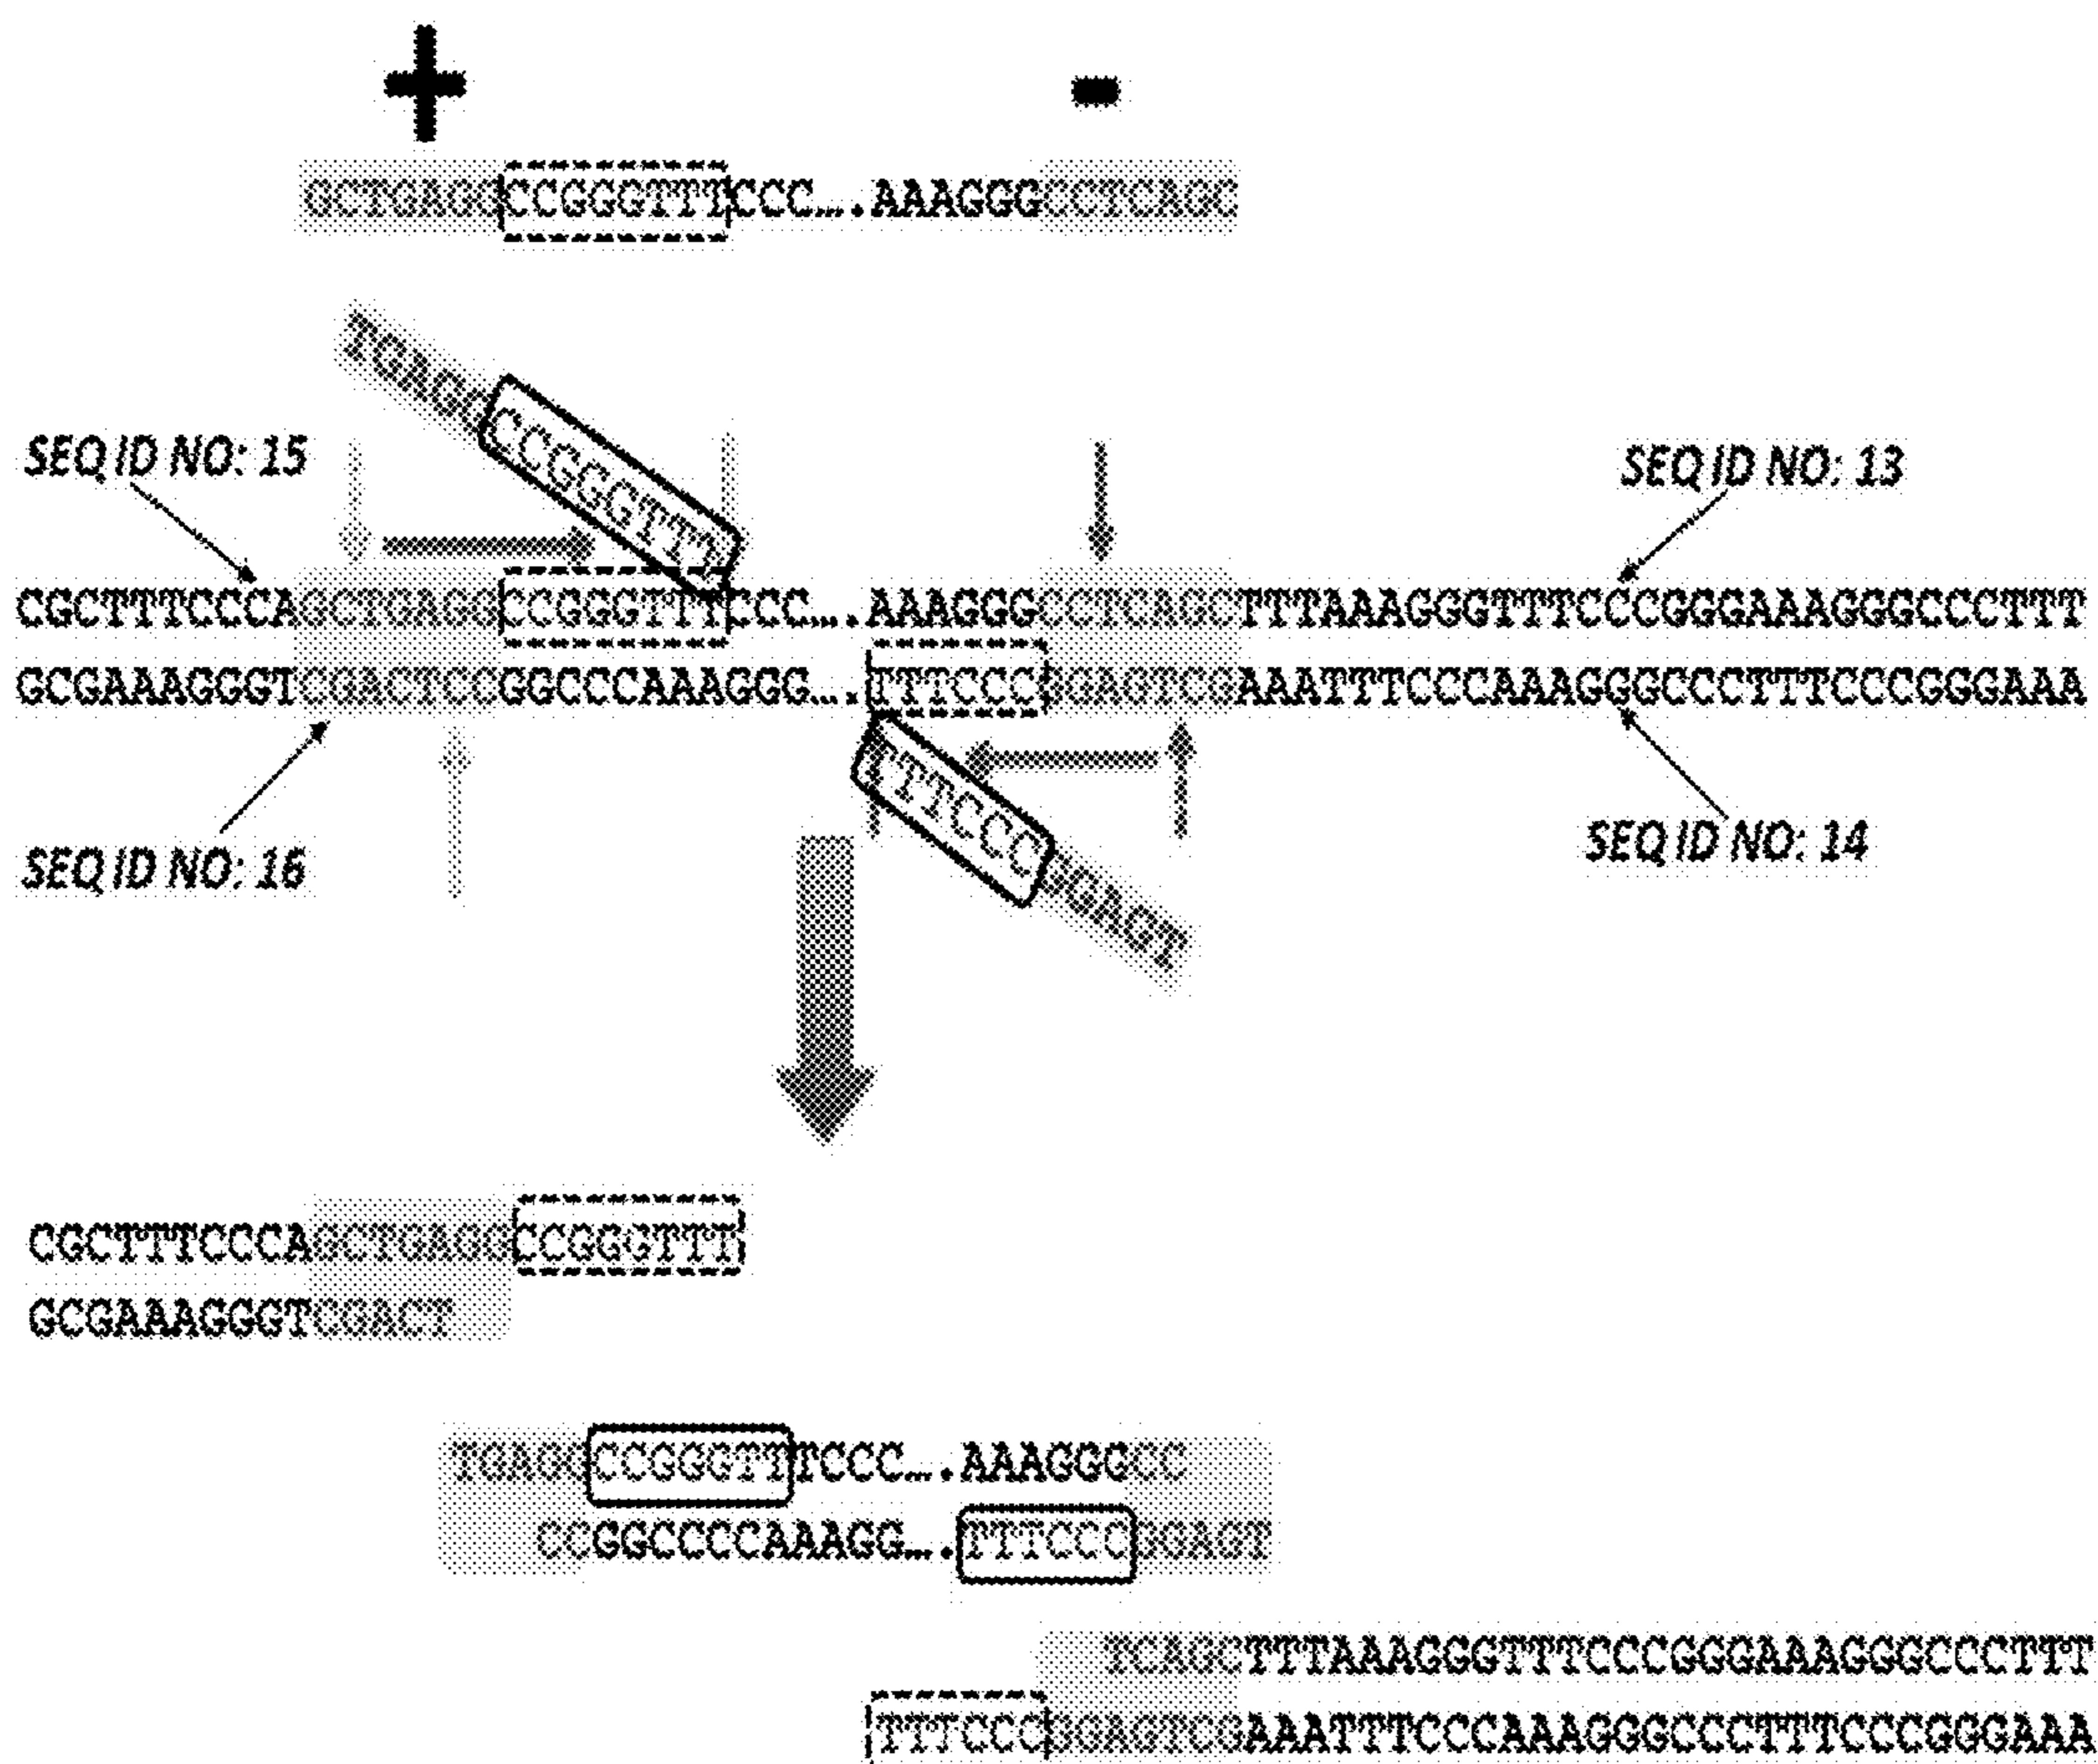 + -
GCTGAGGCCGGGTTTCCC....AAAGGGCCTCAGC
TGAGGCCGGGTTT
SEQ ID NO: 15
SEQ ID NO: 13
CGCTTTCCCAGCTGAGGCCGGGTTTCCC....AAAGGGCCTCAGCTTTAAAGGGTTTCCCGGGAAAGGGCCCTTT
GCGAAAGGGTCGACTCCGGCCCAAAGGG....TTTCCCGGAGTCGAAATTTCCCAAAGGGCCCTTTCCCGGGAAA
TTTCCCGGAGT
SEQ ID NO: 16
SEQ ID NO: 14
CGCTTTCCCAGCTGAGGCCGGGTTT
GCGAAAGGGTCGACT
TGAGGCCGGGTTTCCC....AAAGGGCC
CCGGCCCCAAAGG....TTTCCCGGAGT
TCAGCTTTAAAGGGTTTCCCGGGAAAGGGCCCTTT
TTTCCCGGAGTCGAAATTTCCCAAAGGGCCCTTTCCCGGGAAA